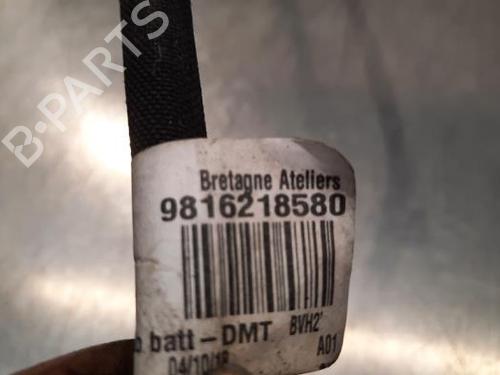 B-PARTS
Bretagne Ateliers
9816218580
batt-DMT BVH2'
04/10/18 A01